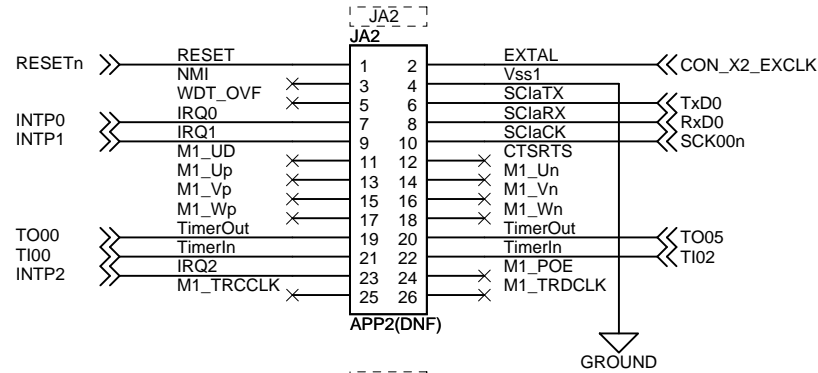 JA2
JA2
RESETn RESET 1 2 EXTAL CON_X2_EXCLK
NMI 3 4 Vss1
WDT_OVF 5 6 SCIaTX TxD0
INTP0 IRQ0 7 8 SCIaRX RxD0
INTP1 IRQ1 9 10 SCIaCK SCK00n
M1_UD 11 12 CTSRTS
M1_Up 13 14 M1_Un
M1_Vp 15 16 M1_Vn
M1_Wp 17 18 M1_Wn
TO00 TimerOut 19 20 TimerOut TO05
TI00 TimerIn 21 22 TimerIn TI02
INTP2 IRQ2 23 24 M1_POE
M1_TRCCLK 25 26 M1_TRDCLK
APP2(DNF)
GROUND